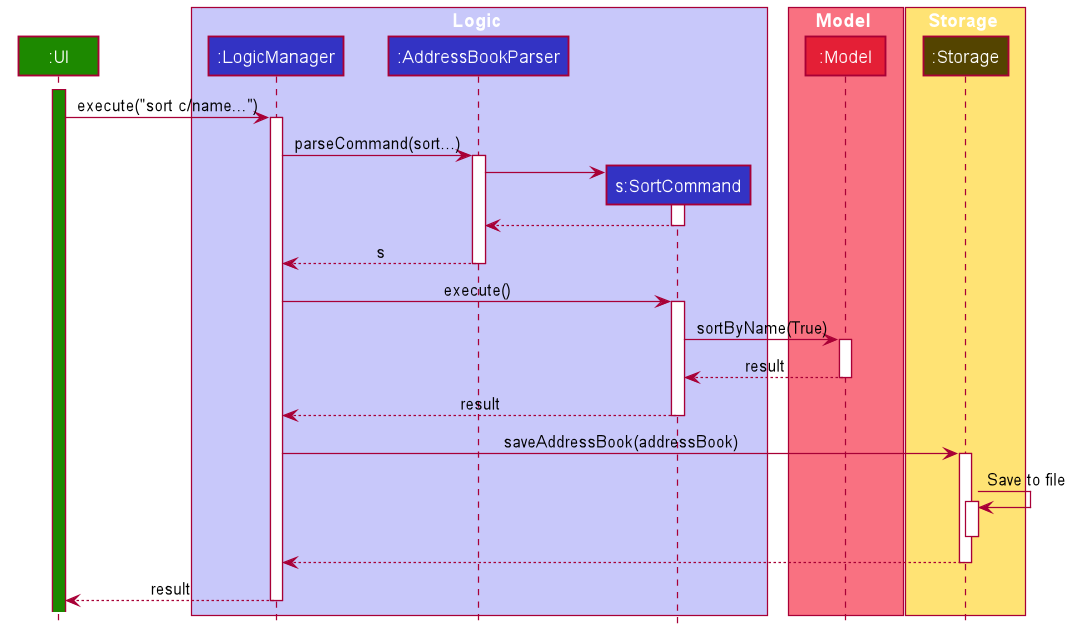 Logic
Model
Storage
:UI
:LogicManager
:AddressBookParser
:Model
:Storage
execute("sort c/name...")
parseCommand(sort...)
s:SortCommand
s
execute()
sortByName(True)
result
result
saveAddressBook(addressBook)
Save to file
result